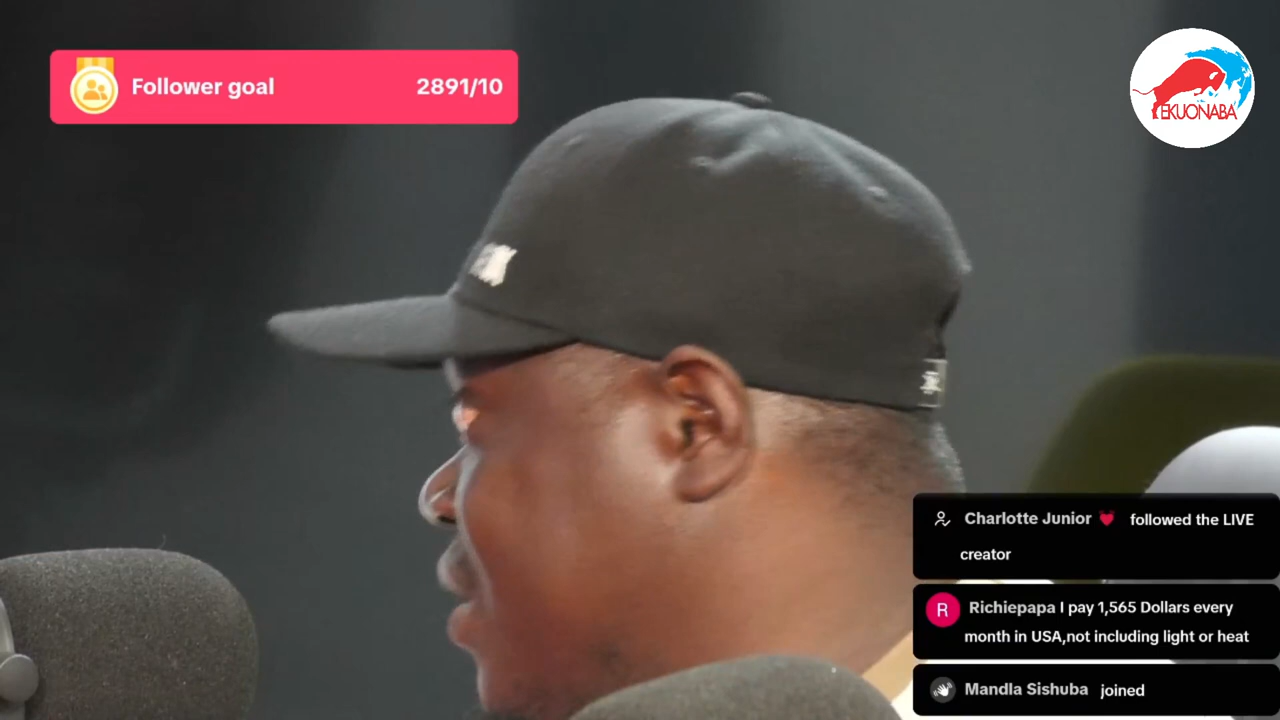 Follower goal 2891/10
EKUONABA
Charlotte Junior followed the LIVE
creator
R Richiepapa I pay 1,565 Dollars every
month in USA,not including light or heat
Mandla Sishuba joined